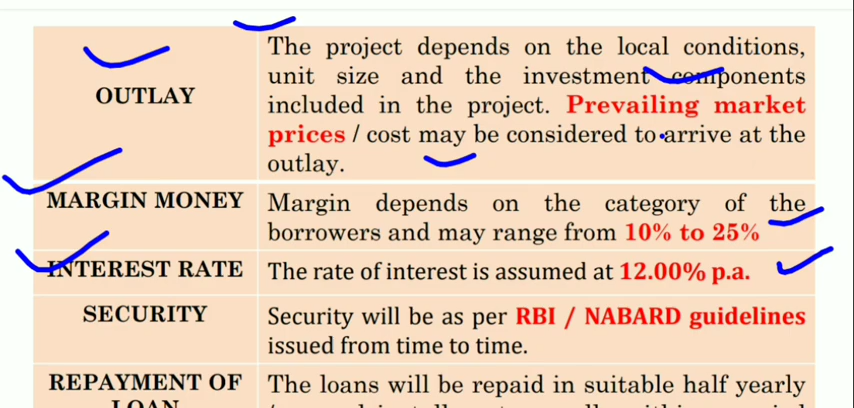 OUTLAY
The project depends on the local conditions,
unit size and the investment components
included in the project. Prevailing market
prices / cost may be considered to arrive at the
outlay.
MARGIN MONEY
Margin depends on the category of the
borrowers and may range from 10% to 25%
INTEREST RATE
The rate of interest is assumed at 12.00% p.a.
SECURITY
Security will be as per RBI / NABARD guidelines
issued from time to time.
REPAYMENT OF
LOAN
The loans will be repaid in suitable half yearly